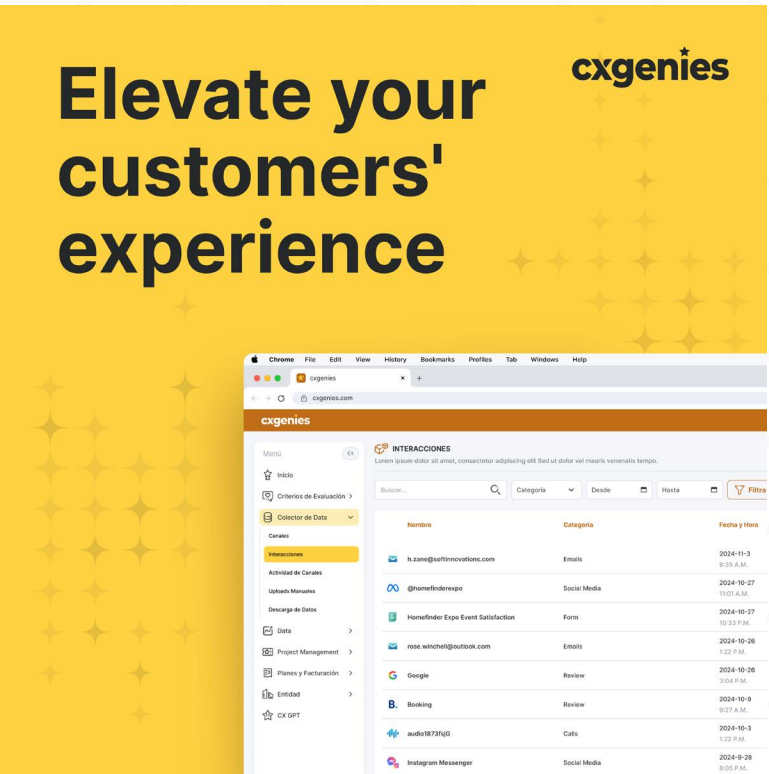 Elevate your
customers'
experience
cxgenies
Chrome File Edit View History Bookmarks Profiles Tab Windows Help
cxgenies × +
cxgenies.com
cxgenies
Menú
Inicio
Criterios de Evaluación
Colector de Data
Canales
Interacciones
Actividad de Canales
Uploads Manuales
Descarga de Datos
Data
Project Management
Planes y Facturación
Entidad
CX GPT
INTERACCIONES
Lorem ipsum dolor sit amet, consectetur adipiscing elit Sed ut dolor vel mauris venenatis tempo.
Buscar... Categoría Desde Hasta Filtra
Nombre Categoría Fecha y Hora
h.zane@softinnovations.com Emails 2024-11-3
8:35 A.M.
@homefinderexpo Social Media 2024-10-27
11:01 A.M.
Homefinder Expo Event Satisfaction Form 2024-10-27
10:33 P.M.
rose.winchell@outlook.com Emails 2024-10-26
1:22 P.M.
Google Review 2024-10-26
3:04 P.M.
B. Booking Review 2024-10-9
9:27 A.M.
audio1873fsjG Calls 2024-10-3
1:22 P.M.
Instagram Messenger Social Media 2024-9-28
8:05 P.M.